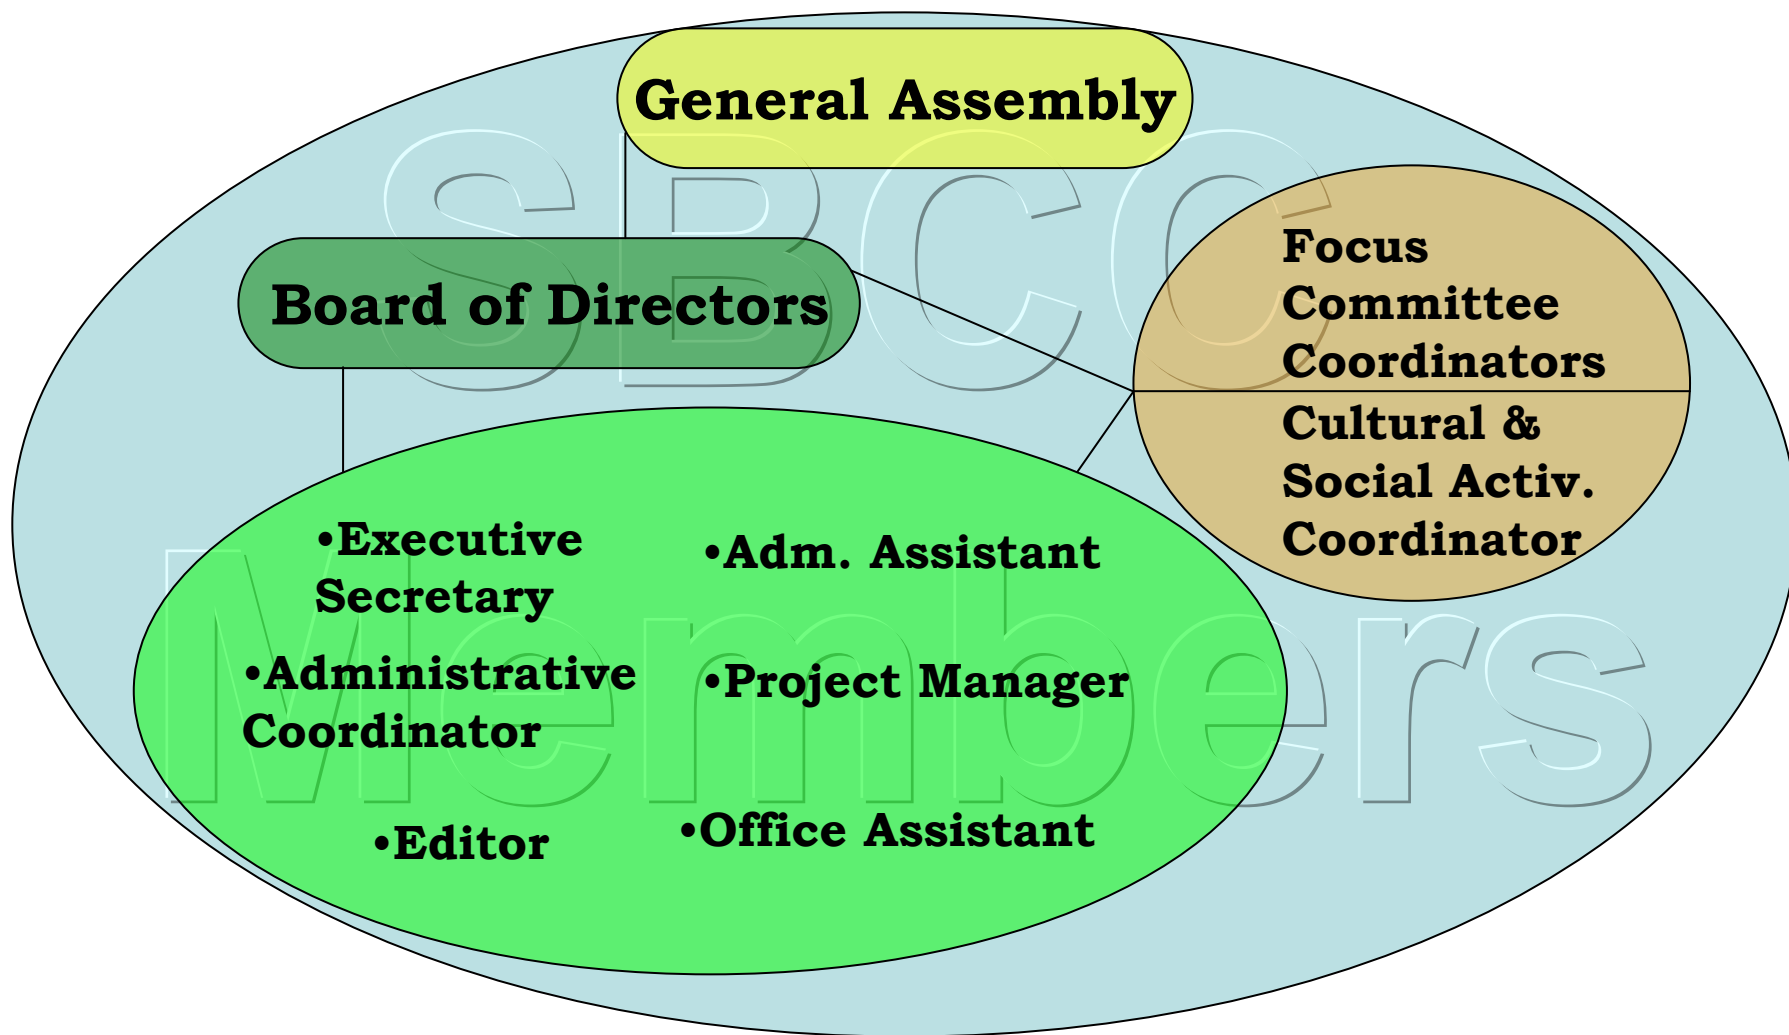 General Assembly
SBCC
Board of Directors
Focus
Committee
Coordinators
Cultural &
Social Activ.
Coordinator
•Executive
Secretary
•Adm. Assistant
•Administrative
Coordinator
•Project Manager
•Editor
•Office Assistant
Members